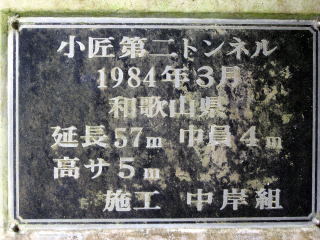 小匠第二トンネル
1984年3月
和歌山県
延長57m 巾員4m
高サ5m
施工 中岸組